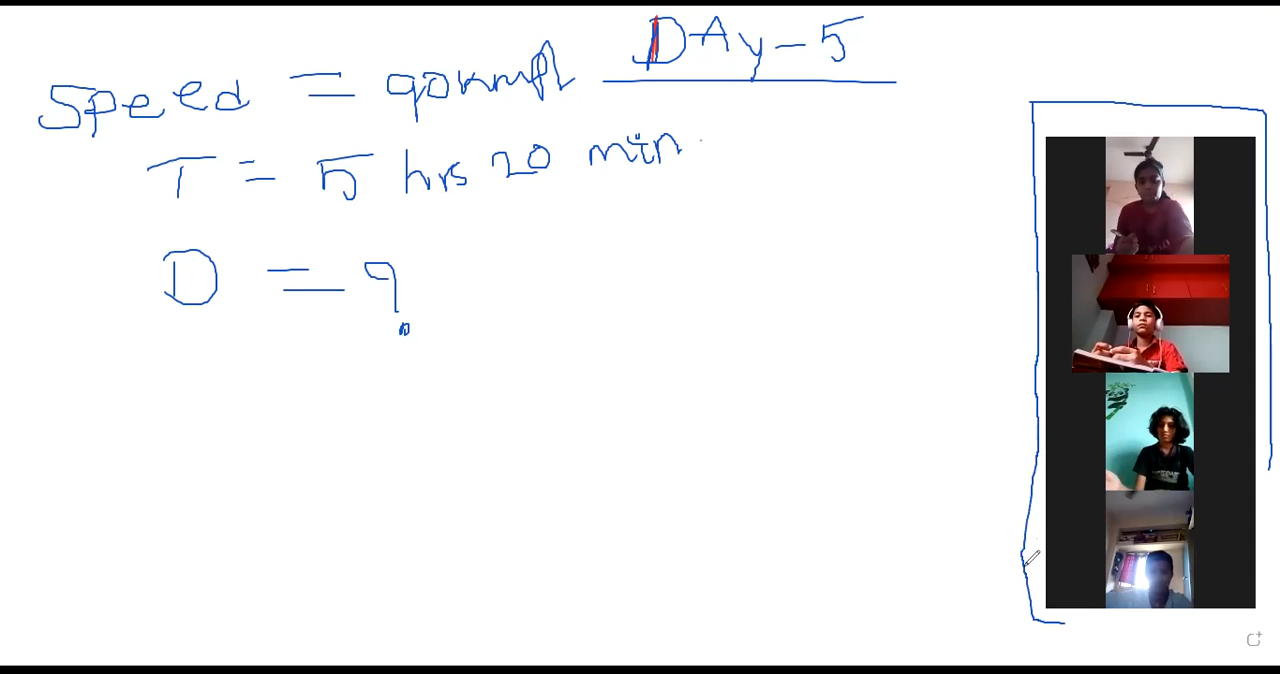 DAy-5
Speed = 90kmph
T = 5 hrs 20 min
D = ?